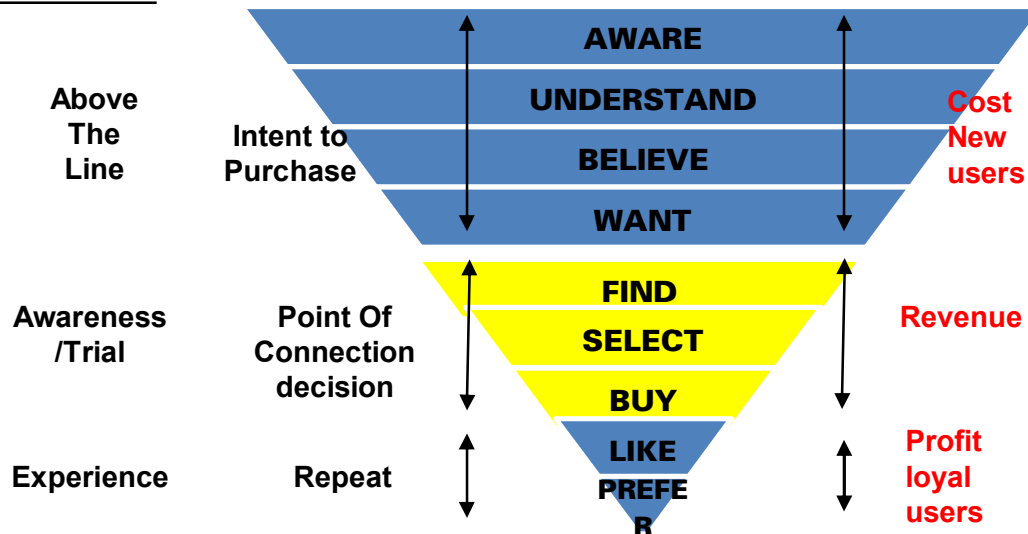 AWARE
UNDERSTAND
BELIEVE
WANT
FIND
SELECT
BUY
LIKE
PREFE
R
Above
The
Line
Intent to
Purchase
Cost
New
users
Awareness
/Trial
Point Of
Connection
decision
Revenue
Experience
Repeat
Profit
loyal
users